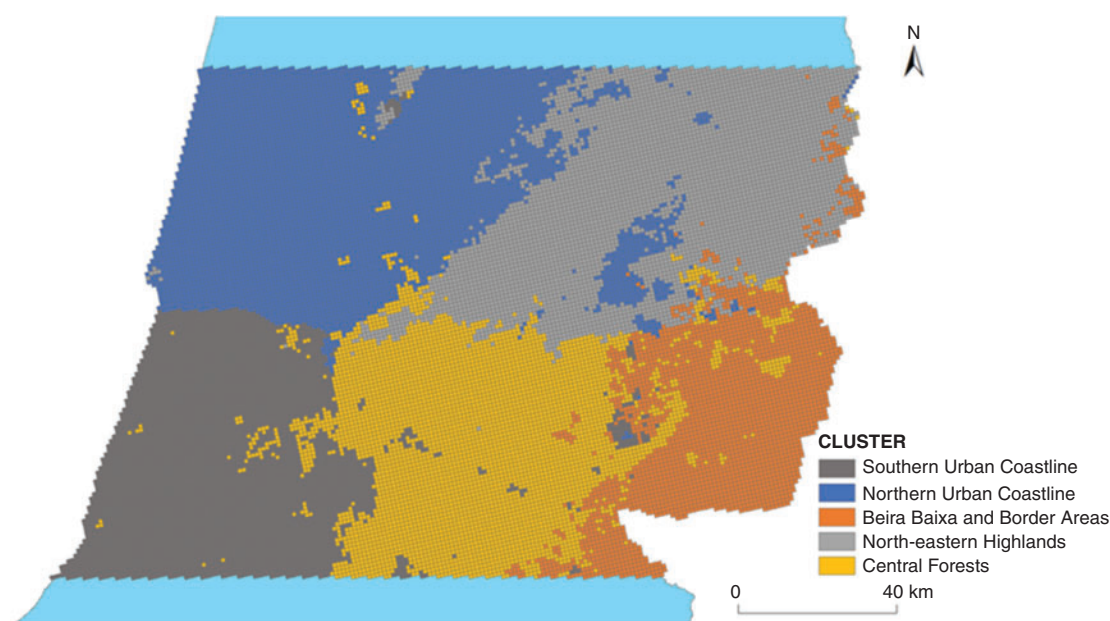 N
CLUSTER
Southern Urban Coastline
Northern Urban Coastline
Beira Baixa and Border Areas
North-eastern Highlands
Central Forests
0 40 km